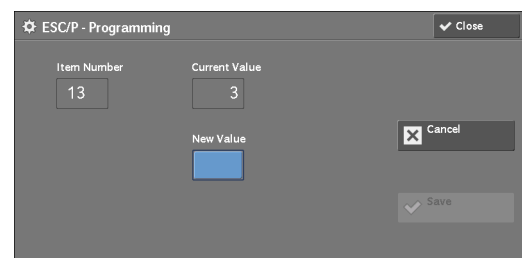 ESC/P - Programming
Close
Item Number
Current Value
13
3
New Value
Cancel
Save